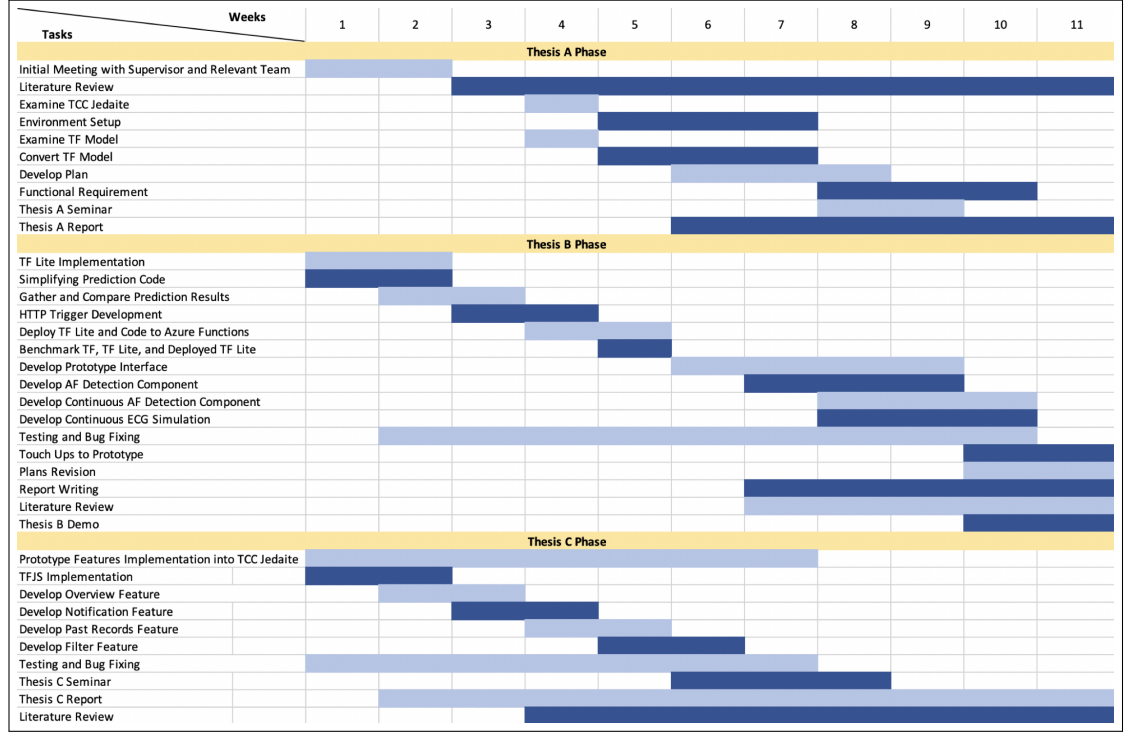 Weeks
Tasks
1 2 3 4 5 6 7 8 9 10 11
Thesis A Phase
Initial Meeting with Supervisor and Relevant Team
Literature Review
Examine TCC Jedaite
Environment Setup
Examine TF Model
Convert TF Model
Develop Plan
Functional Requirement
Thesis A Seminar
Thesis A Report
Thesis B Phase
TF Lite Implementation
Simplifying Prediction Code
Gather and Compare Prediction Results
HTTP Trigger Development
Deploy TF Lite and Code to Azure Functions
Benchmark TF, TF Lite, and Deployed TF Lite
Develop Prototype Interface
Develop AF Detection Component
Develop Continuous AF Detection Component
Develop Continuous ECG Simulation
Testing and Bug Fixing
Touch Ups to Prototype
Plans Revision
Report Writing
Literature Review
Thesis B Demo
Thesis C Phase
Prototype Features Implementation into TCC Jedaite
TFJS Implementation
Develop Overview Feature
Develop Notification Feature
Develop Past Records Feature
Develop Filter Feature
Testing and Bug Fixing
Thesis C Seminar
Thesis C Report
Literature Review